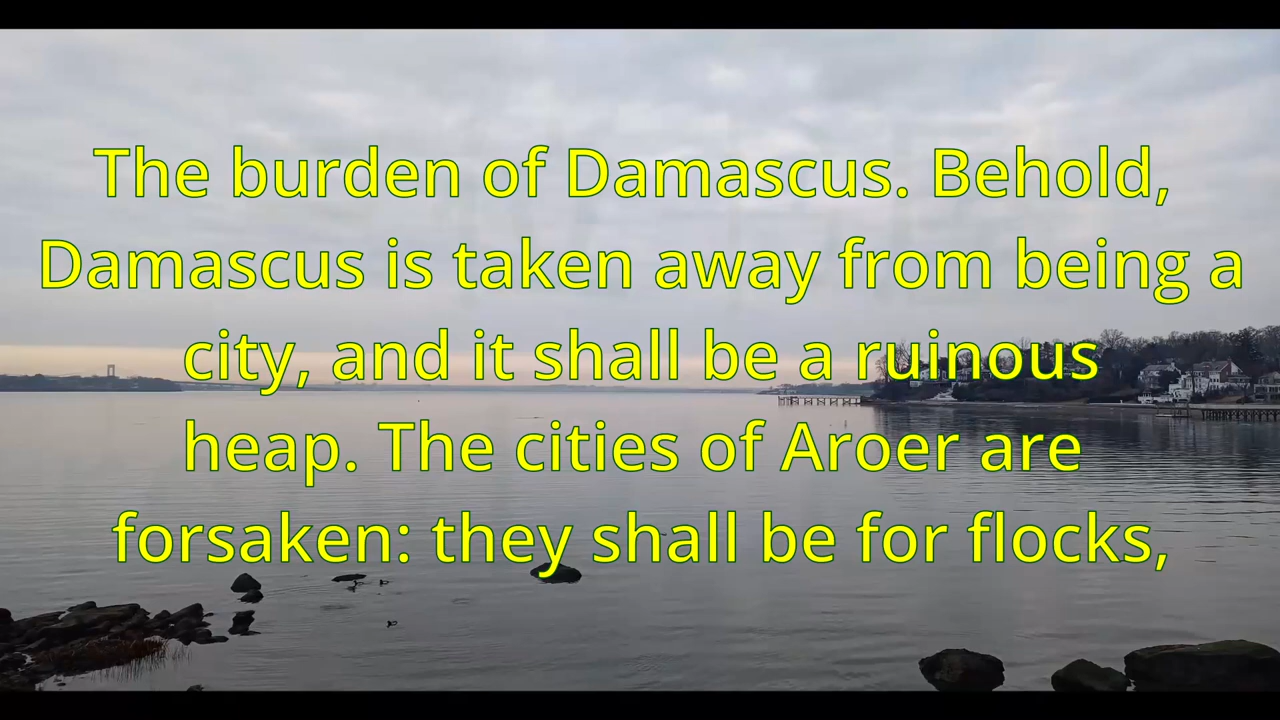 The burden of Damascus. Behold,
Damascus is taken away from being a
city, and it shall be a ruinous
heap. The cities of Aroer are
forsaken: they shall be for flocks,